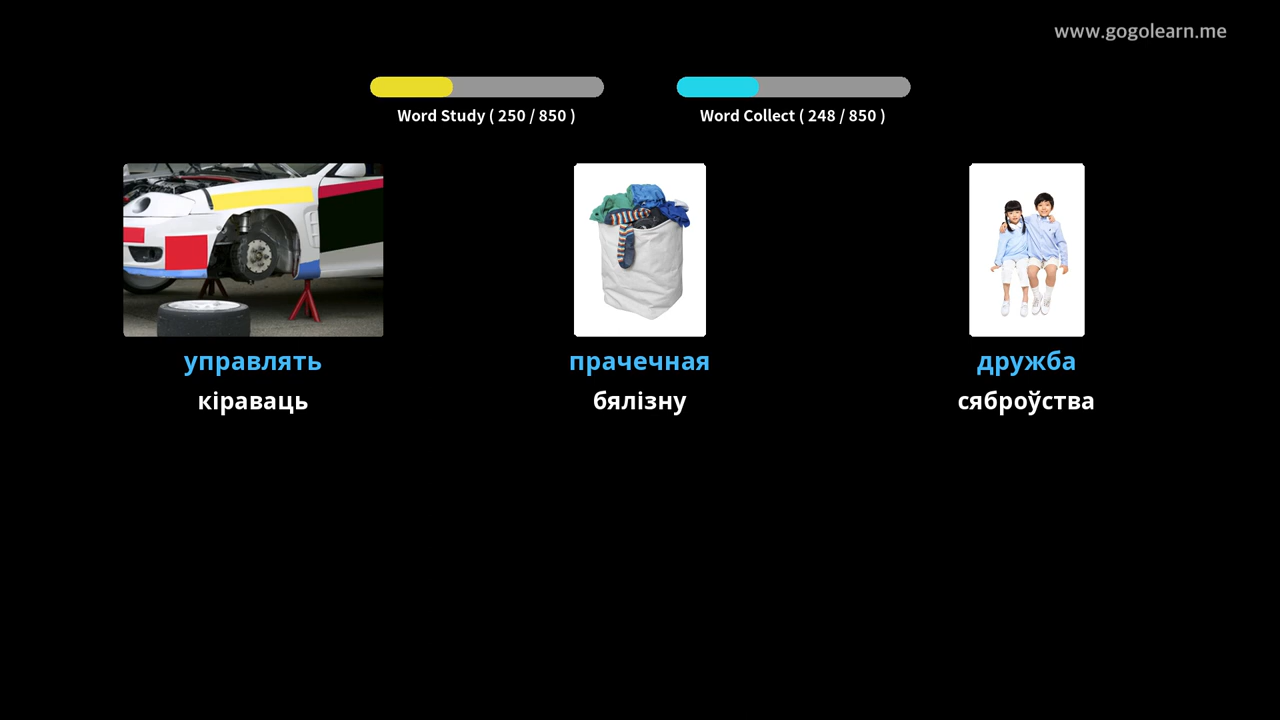 www.gogolearn.me
Word Study ( 250 / 850 )
Word Collect ( 248 / 850 )
управлять
прачечная
дружба
кіраваць
бялізну
сяброўства